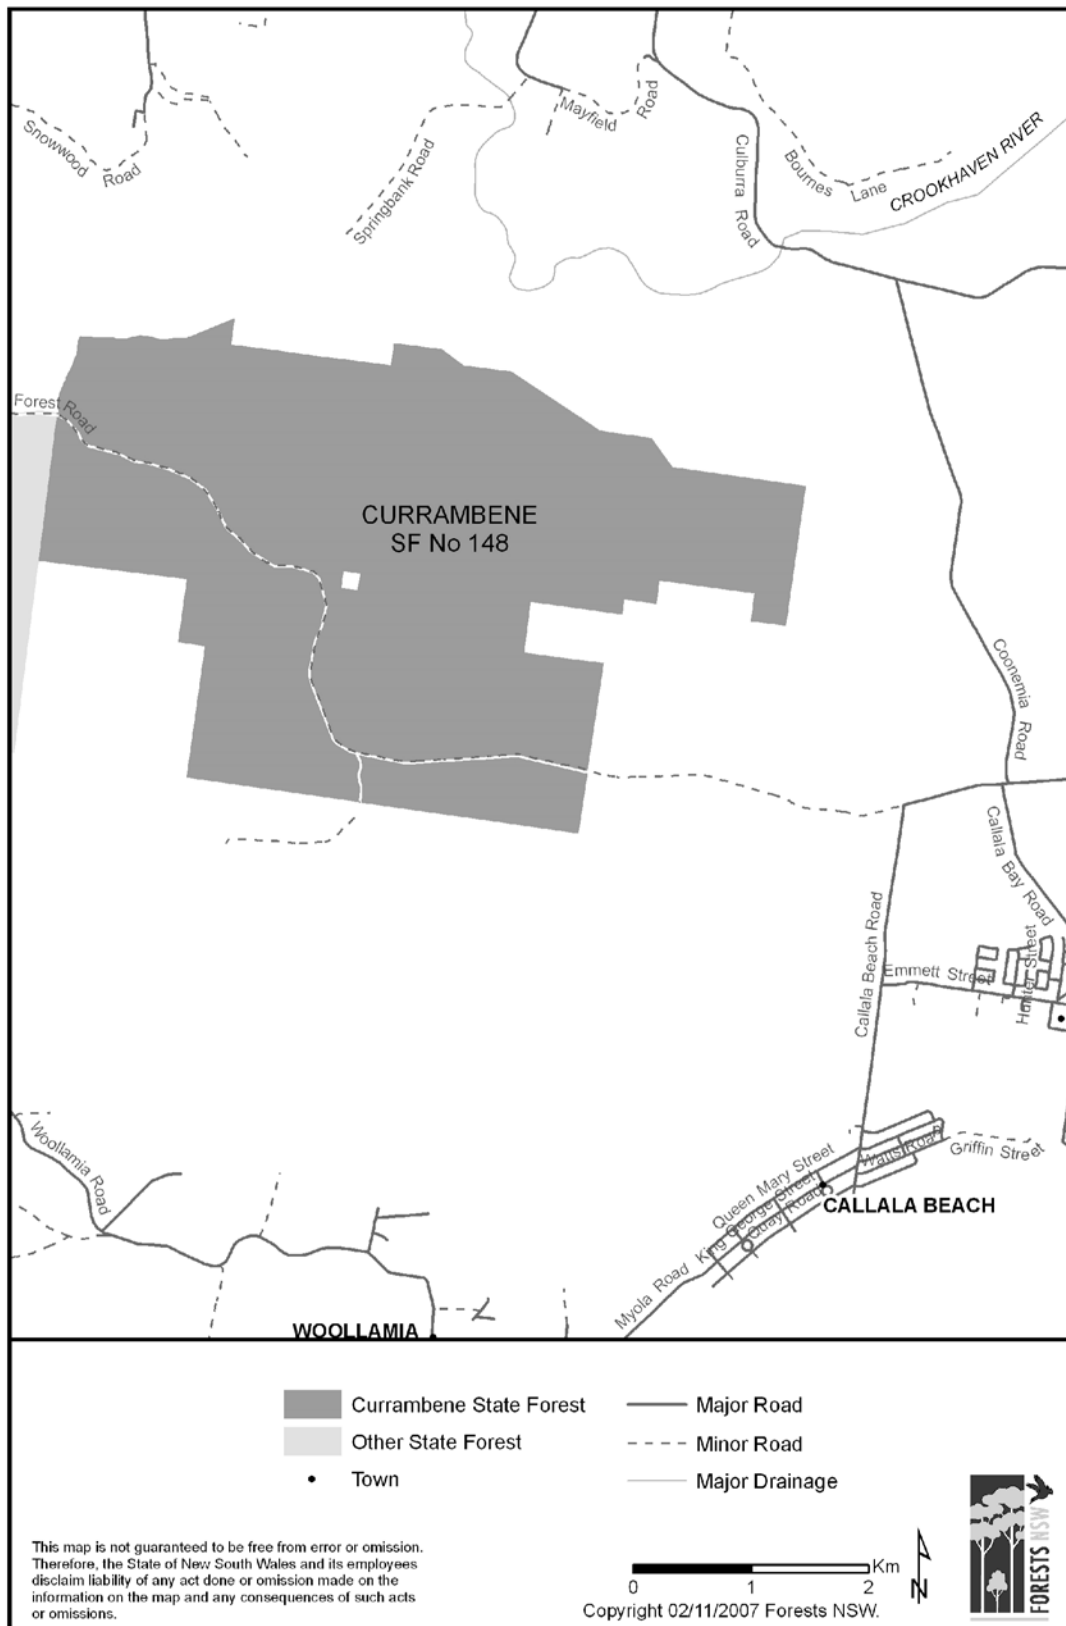 Snowwood
Road
Springbank Road
Mayfield
Road
Culburra Road
Bournes
Lane
CROOKHAVEN RIVER
Forest Road
CURRAMBENE
SF No 148
Coonemia
Road
Callala Bay Road
Callala Beach Road
Emmett Street
Hunter Street
Woollamia
Road
Queen Mary Street
King George Street
Quay Road
Watts Road
Griffin Street
CALLALA BEACH
Myola Road
WOOLLAMIA
Currambene State Forest
Other State Forest
Town
Major Road
Minor Road
Major Drainage
This map is not guaranteed to be free from error or omission.
Therefore, the State of New South Wales and its employees
disclaim liability of any act done or omission made on the
information on the map and any consequences of such acts
or omissions.
Km
0 1 2
Copyright 02/11/2007 Forests NSW.
N
FORESTS NSW